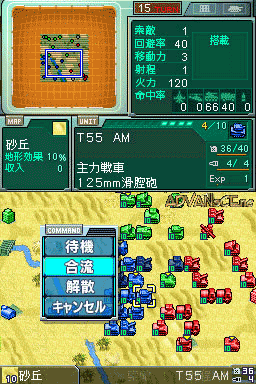 15
索敵 1
回避率 40
移動力 3
射程 1
火力 120
命中率
0 0 66 40 0
搭載
MAP
砂丘
地形効果 10%
収入 0
UNIT
4/10
T55 AM
36/40
4/ 4
Exp 1
主力戦車
125mm滑腔砲
COMMAND
待機
合流
解散
キャンセル
10 砂丘
T55 AM
36
4